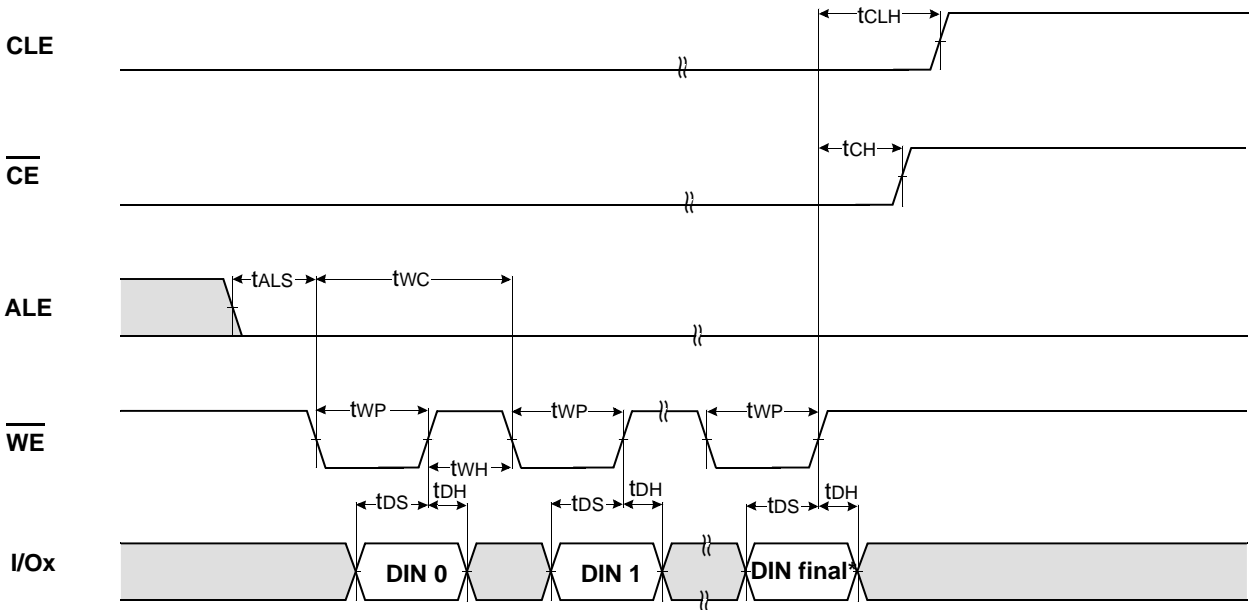 CLE
tCLH
CE
tCH
ALE
tALS
tWC
WE
tWP
tWP
tWP
tWH
tDS
tDH
tDS
tDH
tDS
tDH
I/Ox
DIN 0
DIN 1
DIN final*